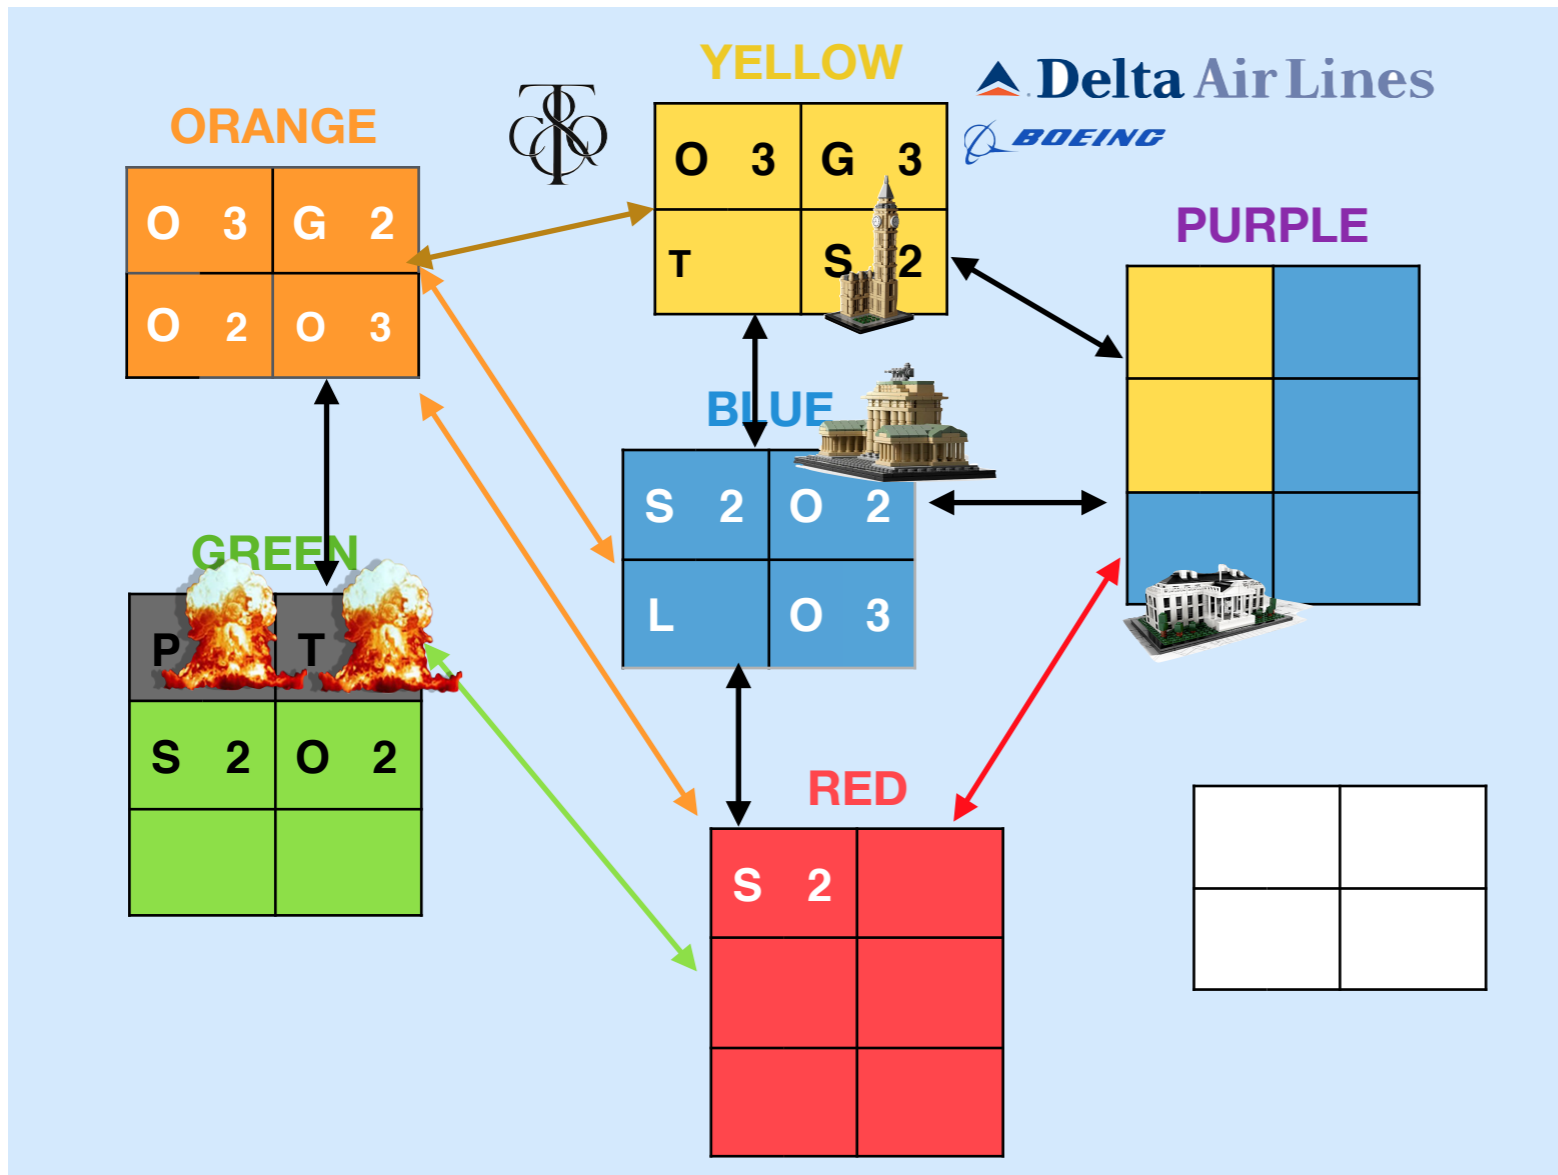 YELLOW
Delta Air Lines
BOEING
ORANGE
O 3 G 3
O 3 G 2
T S 2
O 2 O 3
PURPLE
BLUE
S 2 O 2
L O 3
GREEN
P T
S 2 O 2
RED
S 2